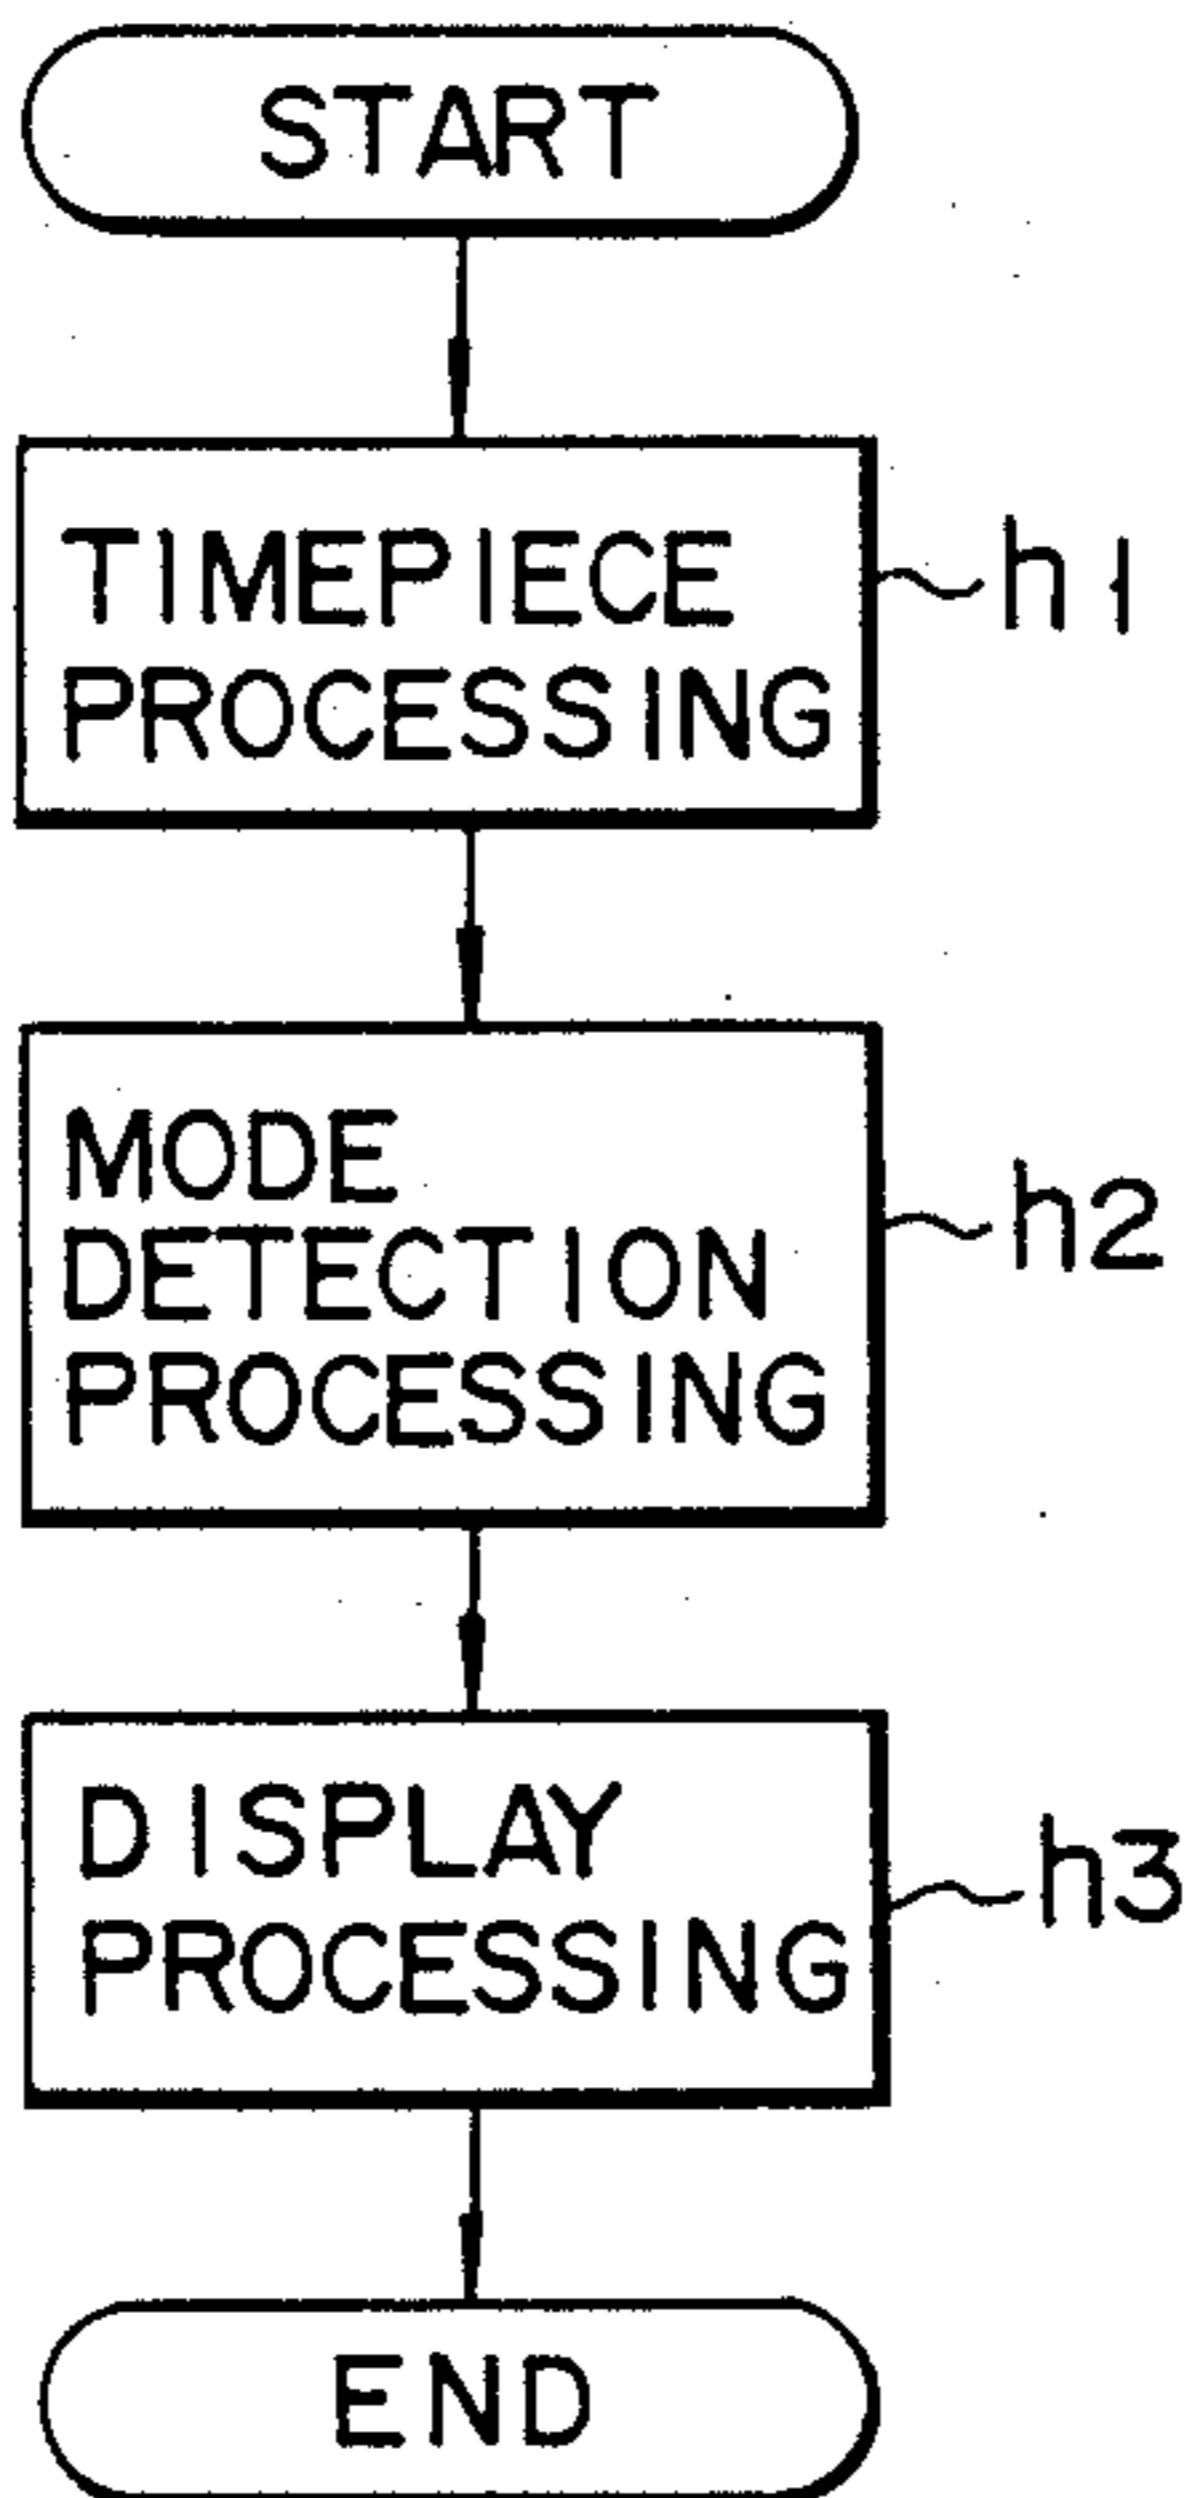 START
TIMEPIECE
PROCESSING
h1
MODE
DETECTION
PROCESSING
h2
DISPLAY
PROCESSING
h3
END